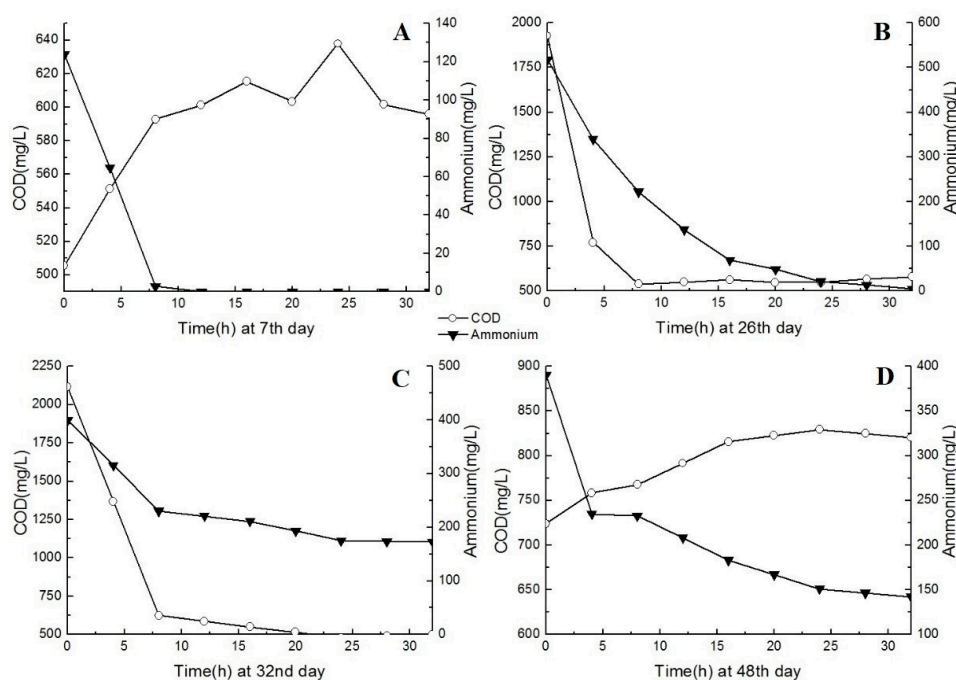 A
COD(mg/L)
640
620
600
580
560
540
520
500
140
120
100
80
60
40
20
0
Ammonium(mg/L)
0 5 10 15 20 25 30
Time(h) at 7th day
B
COD(mg/L)
2000
1750
1500
1250
1000
750
500
600
500
400
300
200
100
0
Ammonium(mg/L)
0 5 10 15 20 25 30
Time(h) at 26th day
COD
Ammonium
C
COD(mg/L)
2250
2000
1750
1500
1250
1000
750
500
500
400
300
200
100
0
Ammonium(mg/L)
0 5 10 15 20 25 30
Time(h) at 32nd day
D
COD(mg/L)
900
850
800
750
700
650
600
400
350
300
250
200
150
100
Ammonium(mg/L)
0 5 10 15 20 25 30
Time(h) at 48th day